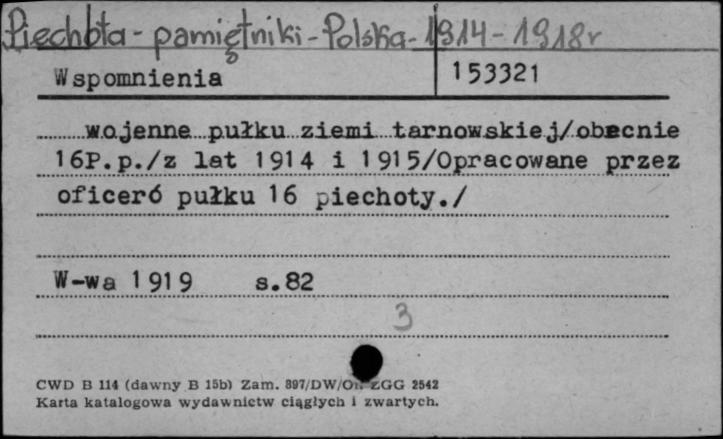 Piechota - pamiętniki - Polska - 1914 - 1918r
Wspomnienia 153321
wojenne pułku ziemi tarnowskiej/obecnie
16P.p./z lat 1914 i 1915/Opracowane przez
oficeró pułku 16 piechoty./
W-wa 1919 s.82
3
CWD B 114 (dawny B 15b) Zam. 897/DW/On ZGG 2542
Karta katalogowa wydawnictw ciągłych i zwartych.